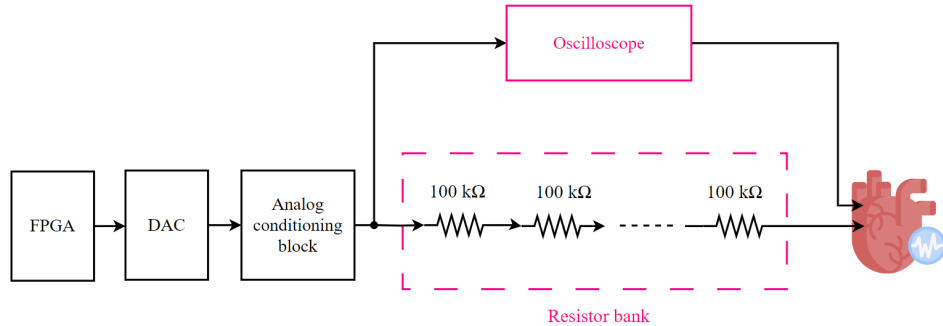 Oscilloscope
FPGA
DAC
Analog
conditioning
block
100 kΩ
100 kΩ
100 kΩ
Resistor bank